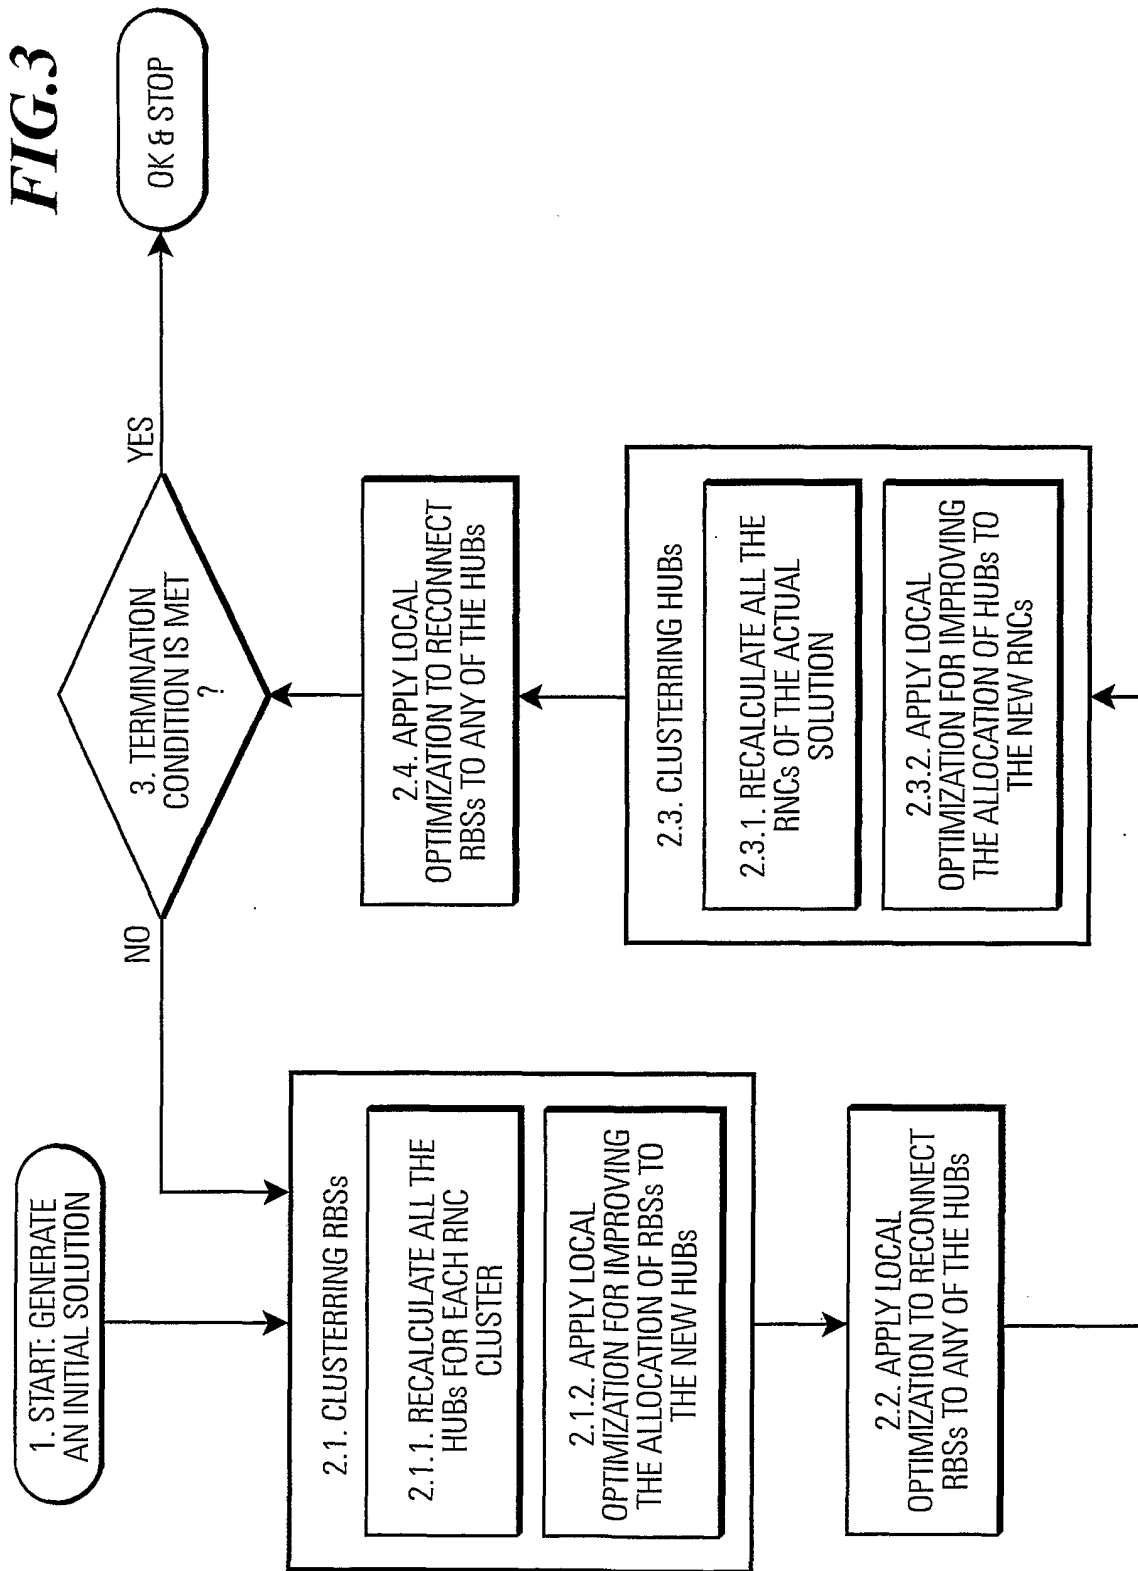 FIG.3
1. START: GENERATE
AN INITIAL SOLUTION
2.1. CLUSTERRING RBSs
2.1.1. RECALCULATE ALL THE
HUBs FOR EACH RNC
CLUSTER
2.1.2. APPLY LOCAL
OPTIMIZATION FOR IMPROVING
THE ALLOCATION OF RBSs TO
THE NEW HUBs
2.2. APPLY LOCAL
OPTIMIZATION TO RECONNECT
RBSs TO ANY OF THE HUBs
2.3. CLUSTERRING HUBs
2.3.1. RECALCULATE ALL THE
RNCs OF THE ACTUAL
SOLUTION
2.3.2. APPLY LOCAL
OPTIMIZATION FOR IMPROVING
THE ALLOCATION OF HUBs TO
THE NEW RNCs
2.4. APPLY LOCAL
OPTIMIZATION TO RECONNECT
RBSs TO ANY OF THE HUBs
3. TERMINATION
CONDITION IS MET
?
NO
YES
OK & STOP